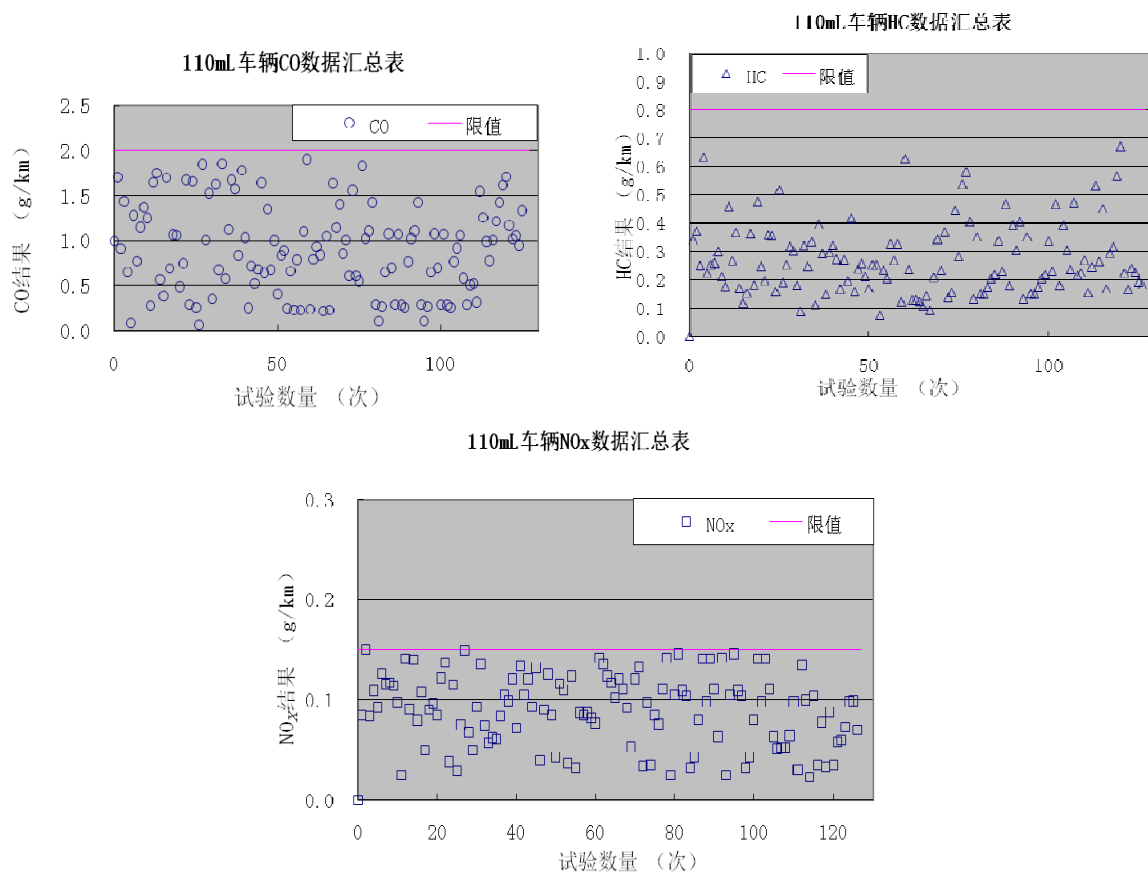 110mL车辆CO数据汇总表
CO结果 （g/km）
2.5
2.0
1.5
1.0
0.5
0.0
CO
限值
0
50
100
试验数量 （次）
110mL车辆HC数据汇总表
HC结果 （g/km）
1.0
0.9
0.8
0.7
0.6
0.5
0.4
0.3
0.2
0.1
0.0
HC
限值
0
50
100
试验数量 （次）
110mL车辆NOx数据汇总表
NOX结果 （g/km）
0.3
0.2
0.1
0.0
NOx
限值
0
20
40
60
80
100
120
试验数量 （次）